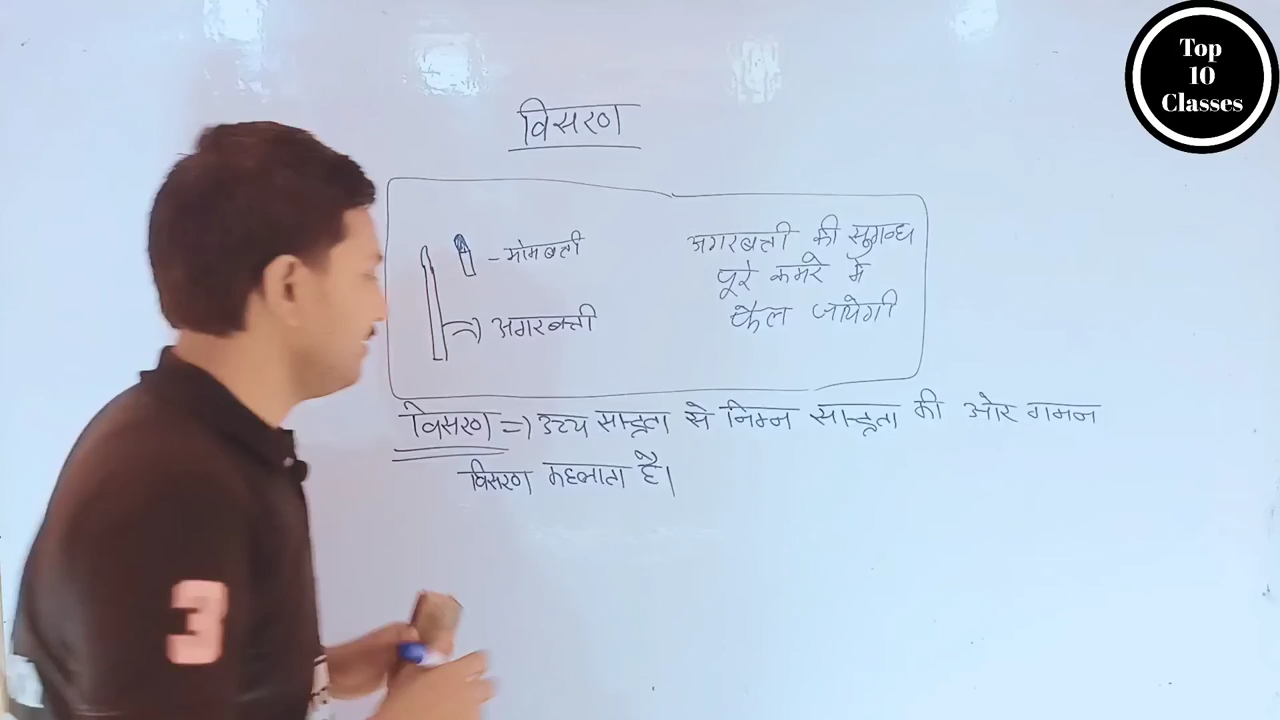 Top
10
Classes
विसरण
मोमबत्ती
अगरबत्ती
अगरबत्ती की सुगन्ध
पूरे कमरे में
फैल जायेगी
विसरण => उच्च सान्द्रता से निम्न सान्द्रता की ओर गमन
विसरण कहलाता है।
3